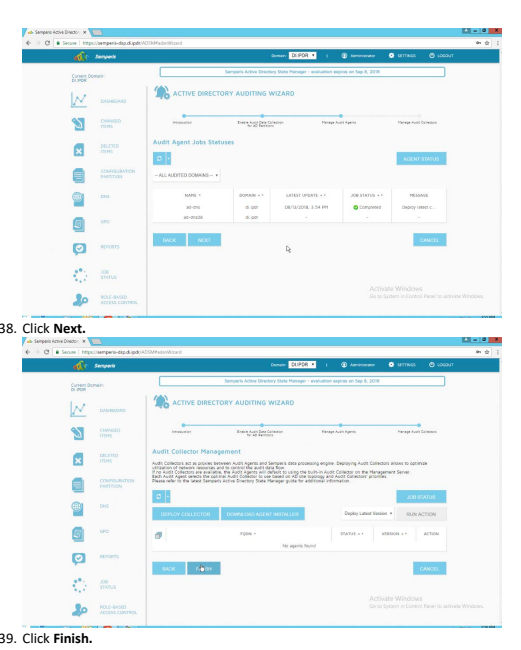 Semperis Active Director
Secure | https://semperis-dsp.di.ipdr/ADSMRedomWizard
Semperis
Domain DI.IPDR
Administrator
SETTINGS
LOGOUT
Current Domain:
DI.IPDR
Semperis Active Directory State Manager - evaluation expires on Sep 6, 2018
ACTIVE DIRECTORY AUDITING WIZARD
DASHBOARD
Introduction
Enable Audit Data Collection for AD Partitions
Manage Audit Agents
Manage Audit Collectors
CHANGED ITEMS
Audit Agent Jobs Statuses
DELETED ITEMS
AGENT STATUS
-- ALL AUDITED DOMAINS --
CONFIGURATION PARTITION
NAME
DOMAIN
LATEST UPDATE
JOB STATUS
MESSAGE
DNS
ad-dns
di.ipdr
08/13/2018, 3:54 PM
Completed
Deploy latest c...
di.ipdr
GPO
BACK
NEXT
CANCEL
REPORTS
JOB STATUS
Activate Windows
Go to System in Control Panel to activate Windows.
ROLE-BASED ACCESS CONTROL
38. Click Next.
Semperis Active Director
Secure
Semperis
Domain DI.IPDR
Administrator
SETTINGS
LOGOUT
Current Domain:
DI.IPDR
Semperis Active Directory State Manager - evaluation expires on Sep 6, 2018
ACTIVE DIRECTORY AUDITING WIZARD
DASHBOARD
Introduction
Enable Audit Data Collection for AD Partitions
Manage Audit Agents
Manage Audit Collectors
CHANGED ITEMS
Audit Collector Management
DELETED ITEMS
Audit Collectors act as proxies between Audit Agents and Semperis data processing engine. Deploying Audit Collectors allows to optimize
utilization of network resources and to control the audit data flow.
If no Audit Collectors are available, the Audit Agents will default to using the built-in Audit Collector on the Management Server.
Each Audit Agent selects the optimal Audit Collector to use based on AD site topology and Audit Collectors' priorities.
Please refer to the latest Semperis Active Directory State Manager guide for additional information.
CONFIGURATION PARTITION
JOB STATUS
DNS
DEPLOY COLLECTOR
DOWNLOAD AGENT INSTALLER
Deploy Latest Version
RUN ACTION
GPO
FQDN
STATUS
VERSION
ACTION
No agents found
REPORTS
BACK
FINISH
CANCEL
JOB STATUS
Activate Windows
Go to System in Control Panel to activate Windows.
ROLE-BASED ACCESS CONTROL
39. Click Finish.